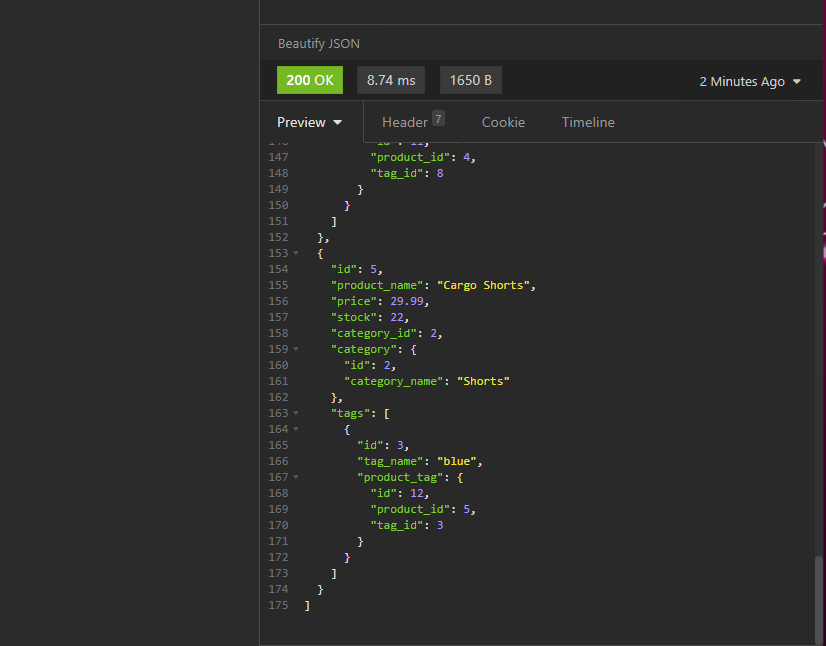 Beautify JSON
200 OK 8.74 ms 1650 B 2 Minutes Ago
Preview Header 7 Cookie Timeline
147 "product_id": 4,
148 "tag_id": 8
149 }
150 }
151 ]
152 },
153 {
154 "id": 5,
155 "product_name": "Cargo Shorts",
156 "price": 29.99,
157 "stock": 22,
158 "category_id": 2,
159 "category": {
160 "id": 2,
161 "category_name": "Shorts"
162 },
163 "tags": [
164 {
165 "id": 3,
166 "tag_name": "blue",
167 "product_tag": {
168 "id": 12,
169 "product_id": 5,
170 "tag_id": 3
171 }
172 }
173 ]
174 }
175 ]